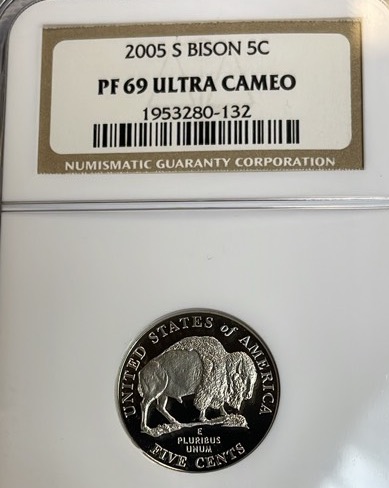 2005 S BISON 5C
PF 69 ULTRA CAMEO
1953280-132
NUMISMATIC GUARANTY CORPORATION
UNITED STATES of AMERICA
E
PLURIBUS
UNUM
FIVE CENTS